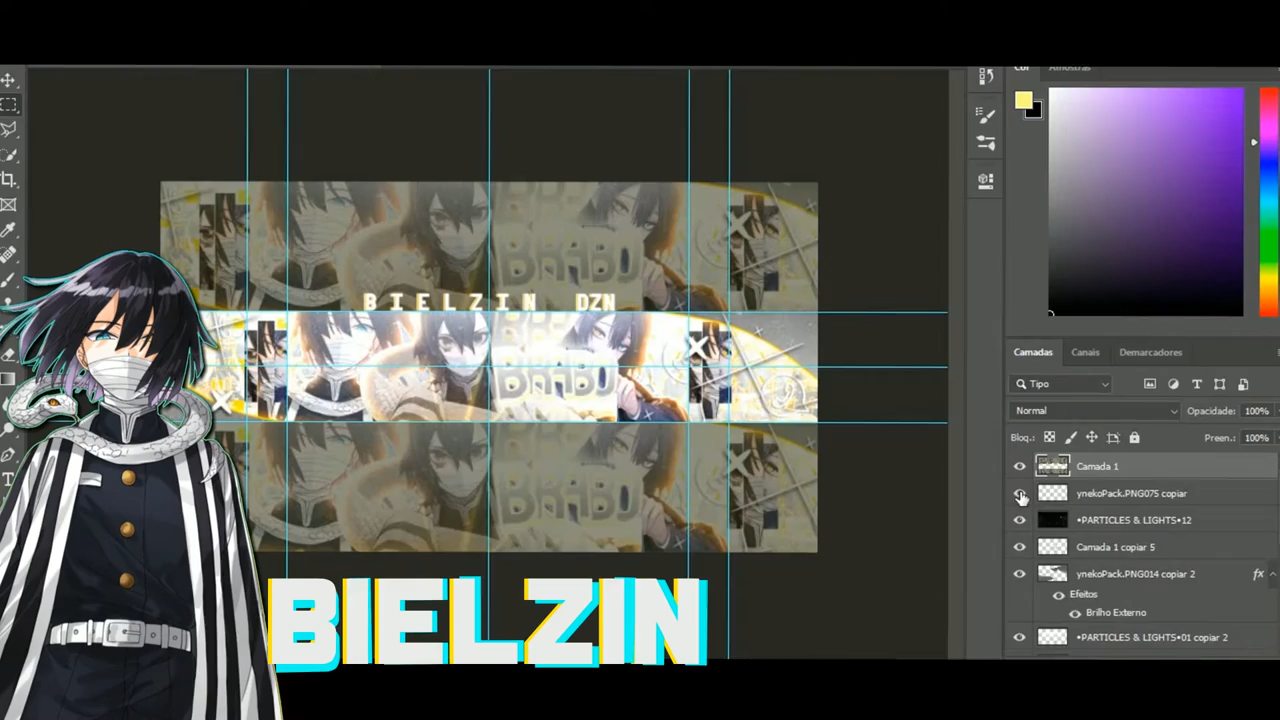 Cor Amostras
BRABO
BIELZIN DZN
BRABO
BRABO
Camadas Canais Demarcadores
Tipo
Normal Opacidade: 100%
Bloq.: Preen.: 100%
Camada 1
ynekoPack.PNG075 copiar
•PARTICLES & LIGHTS•12
Camada 1 copiar 5
ynekoPack.PNG014 copiar 2 fx
Efeitos
Brilho Externo
•PARTICLES & LIGHTS•01 copiar 2
BIELZIN